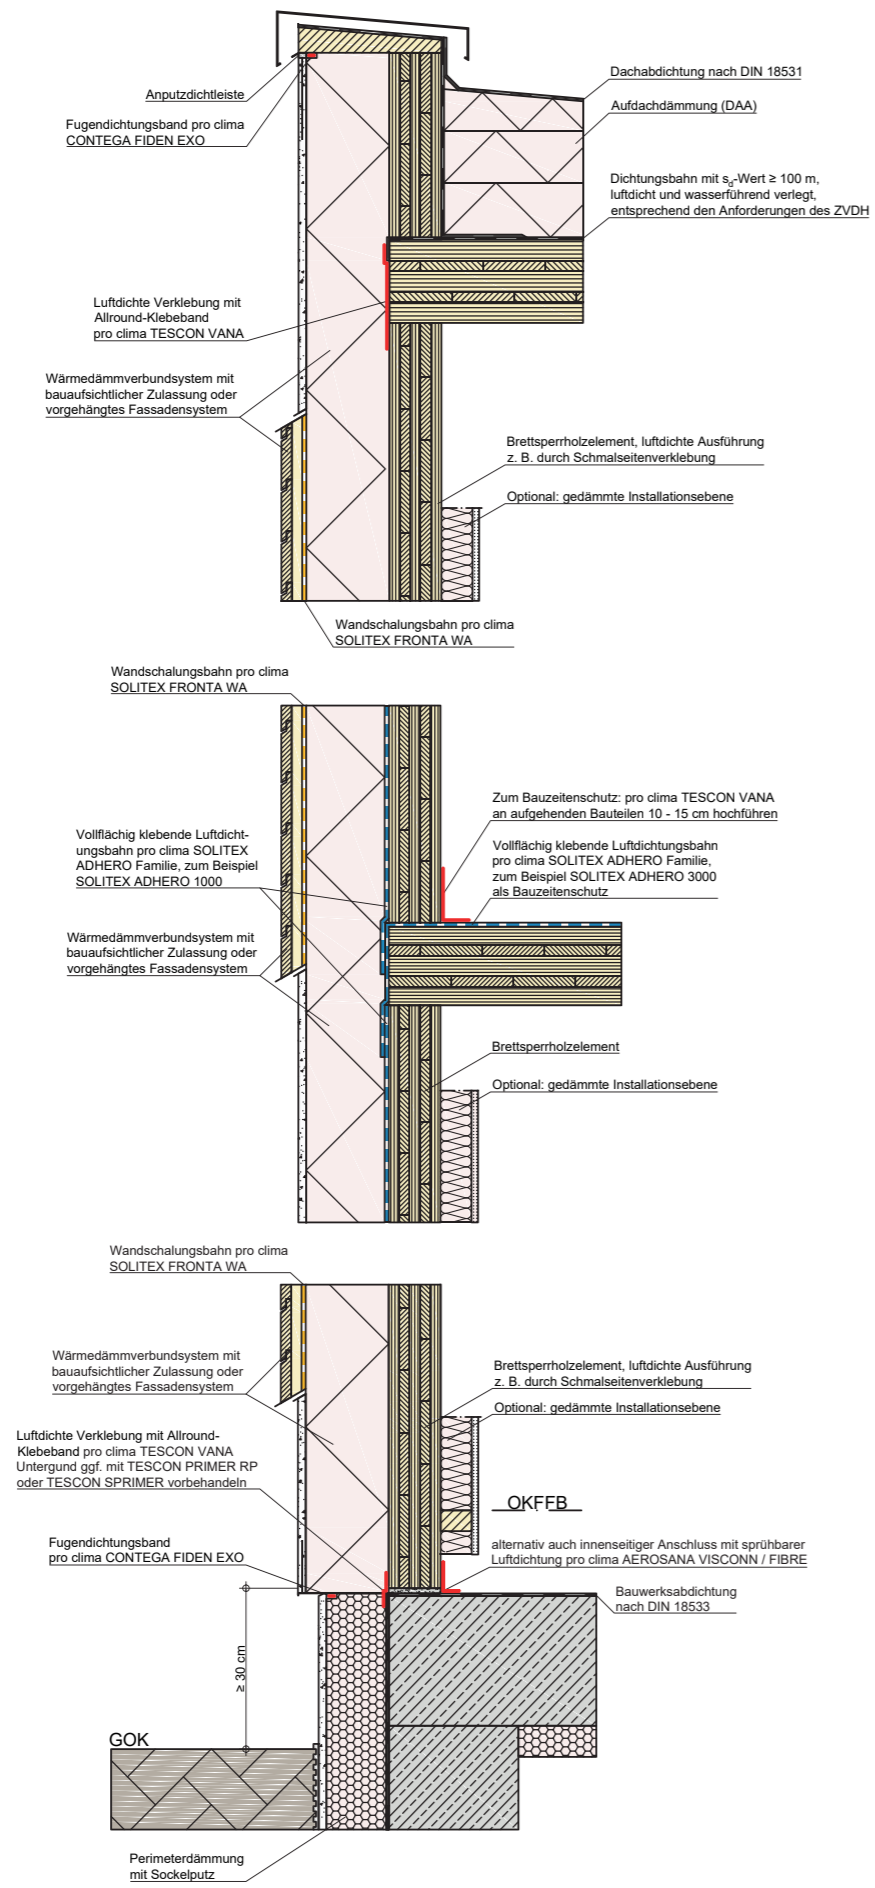 Anputzdichtleiste
Fugendichtungsband pro clima
CONTEGA FIDEN EXO
Dachabdichtung nach DIN 18531
Aufdachdämmung (DAA)
Dichtungsbahn mit sd-Wert ≥ 100 m,
luftdicht und wasserführend verlegt,
entsprechend den Anforderungen des ZVDH
Luftdichte Verklebung mit
Allround-Klebeband
pro clima TESCON VANA
Wärmedämmverbundsystem mit
bauaufsichtlicher Zulassung oder
vorgehängtes Fassadensystem
Brettsperrholzelement, luftdichte Ausführung
z. B. durch Schmalseitenverklebung
Optional: gedämmte Installationsebene
Wandschalungsbahn pro clima
SOLITEX FRONTA WA
Wandschalungsbahn pro clima
SOLITEX FRONTA WA
Vollflächig klebende Luftdicht-
ungsbahn pro clima SOLITEX
ADHERO Familie, zum Beispiel
SOLITEX ADHERO 1000
Zum Bauzeitenschutz: pro clima TESCON VANA
an aufgehenden Bauteilen 10 - 15 cm hochführen
Vollflächig klebende Luftdichtungsbahn
pro clima SOLITEX ADHERO Familie,
zum Beispiel SOLITEX ADHERO 3000
als Bauzeitenschutz
Wärmedämmverbundsystem mit
bauaufsichtlicher Zulassung oder
vorgehängtes Fassadensystem
Brettsperrholzelement
Optional: gedämmte Installationsebene
Wandschalungsbahn pro clima
SOLITEX FRONTA WA
Wärmedämmverbundsystem mit
bauaufsichtlicher Zulassung oder
vorgehängtes Fassadensystem
Brettsperrholzelement, luftdichte Ausführung
z. B. durch Schmalseitenverklebung
Optional: gedämmte Installationsebene
Luftdichte Verklebung mit Allround-
Klebeband pro clima TESCON VANA
Untergund ggf. mit TESCON PRIMER RP
oder TESCON SPRIMER vorbehandeln
OKFFB
Fugendichtungsband
pro clima CONTEGA FIDEN EXO
alternativ auch innenseitiger Anschluss mit sprühbarer
Luftdichtung pro clima AEROSANA VISCONN / FIBRE
Bauwerksabdichtung
nach DIN 18533
≥ 30 cm
GOK
Perimeterdämmung
mit Sockelputz